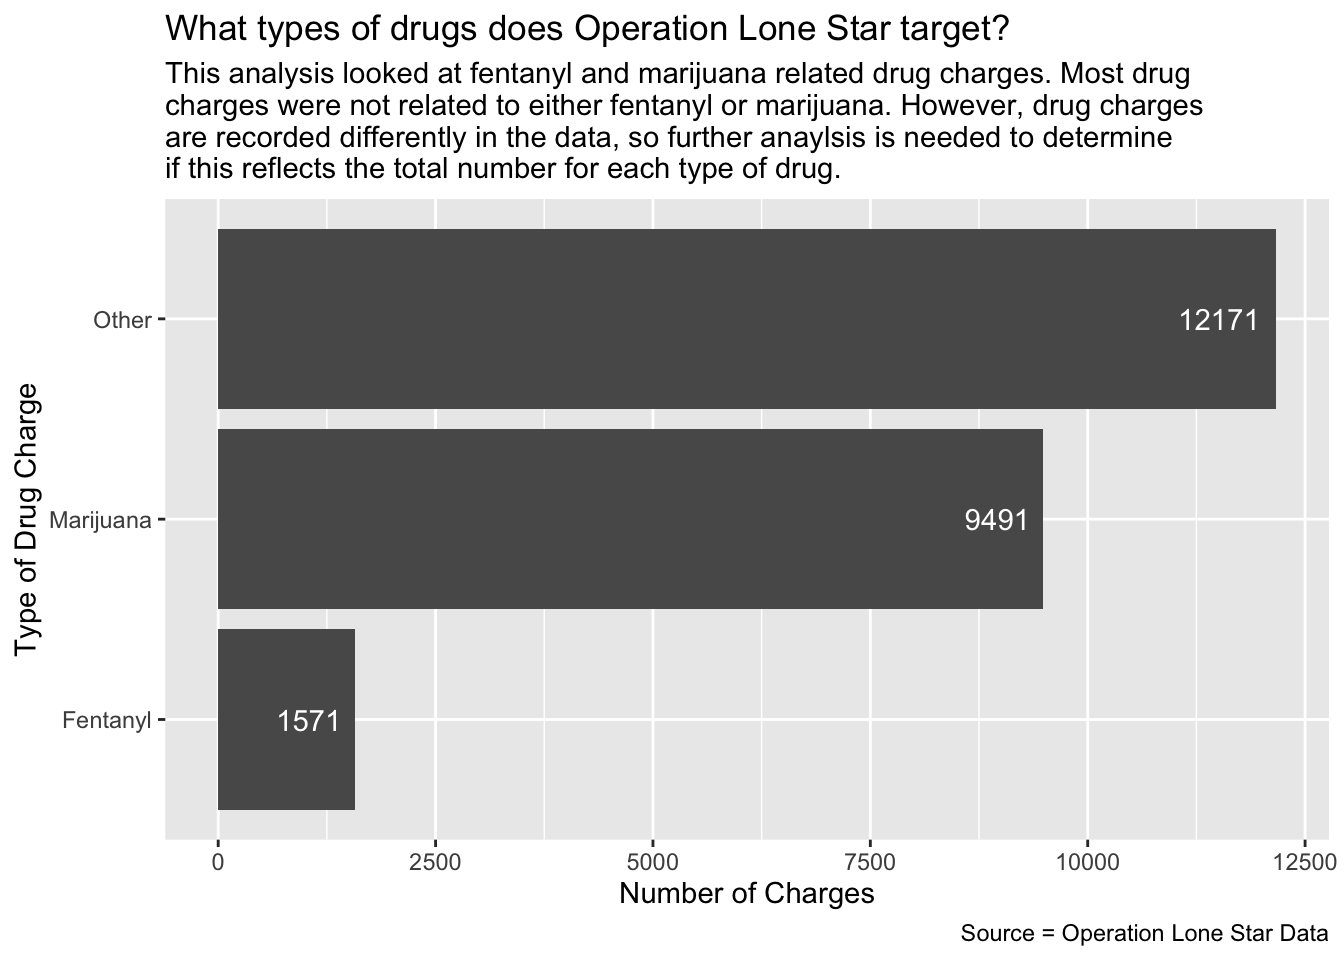 What types of drugs does Operation Lone Star target?
This analysis looked at fentanyl and marijuana related drug charges. Most drug
charges were not related to either fentanyl or marijuana. However, drug charges
are recorded differently in the data, so further anaylsis is needed to determine
if this reflects the total number for each type of drug.
Type of Drug Charge
Other
12171
Marijuana
9491
Fentanyl
1571
0 2500 5000 7500 10000 12500
Number of Charges
Source = Operation Lone Star Data